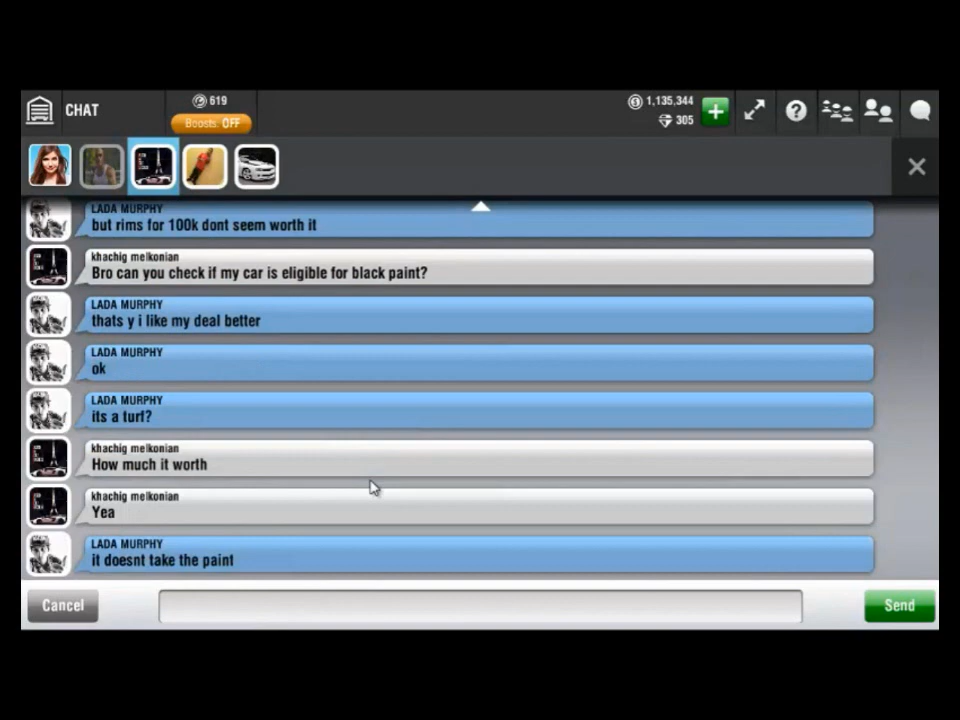 CHAT
619
Boosts: OFF
1,135,344
305
LADA MURPHY
but rims for 100k dont seem worth it
khachig melkonian
Bro can you check if my car is eligible for black paint?
LADA MURPHY
thats y i like my deal better
LADA MURPHY
ok
LADA MURPHY
its a turf?
khachig melkonian
How much it worth
khachig melkonian
Yea
LADA MURPHY
it doesnt take the paint
Cancel
Send